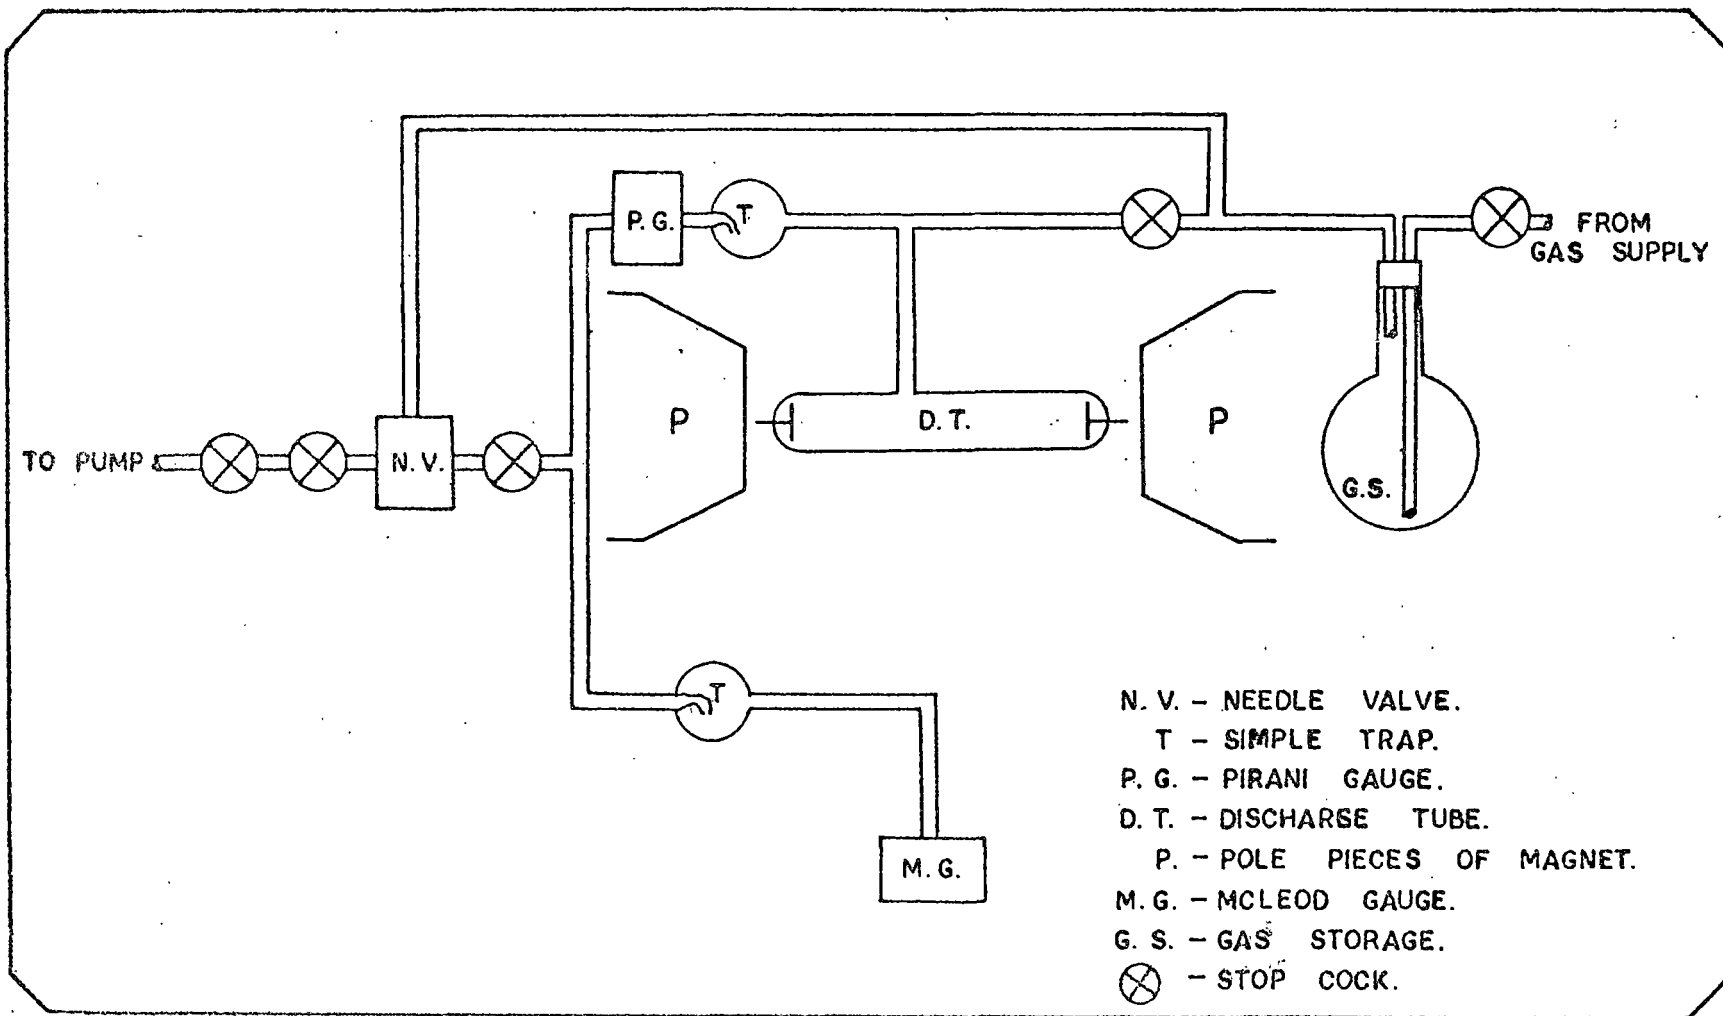 P.G.
T
FROM
GAS SUPPLY
P
D.T.
P
TO PUMP
N.V.
G.S.
T
M.G.
N.V. - NEEDLE VALVE.
T - SIMPLE TRAP.
P.G. - PIRANI GAUGE.
D.T. - DISCHARGE TUBE.
P. - POLE PIECES OF MAGNET.
M.G. - MCLEOD GAUGE.
G.S. - GAS STORAGE.
- STOP COCK.